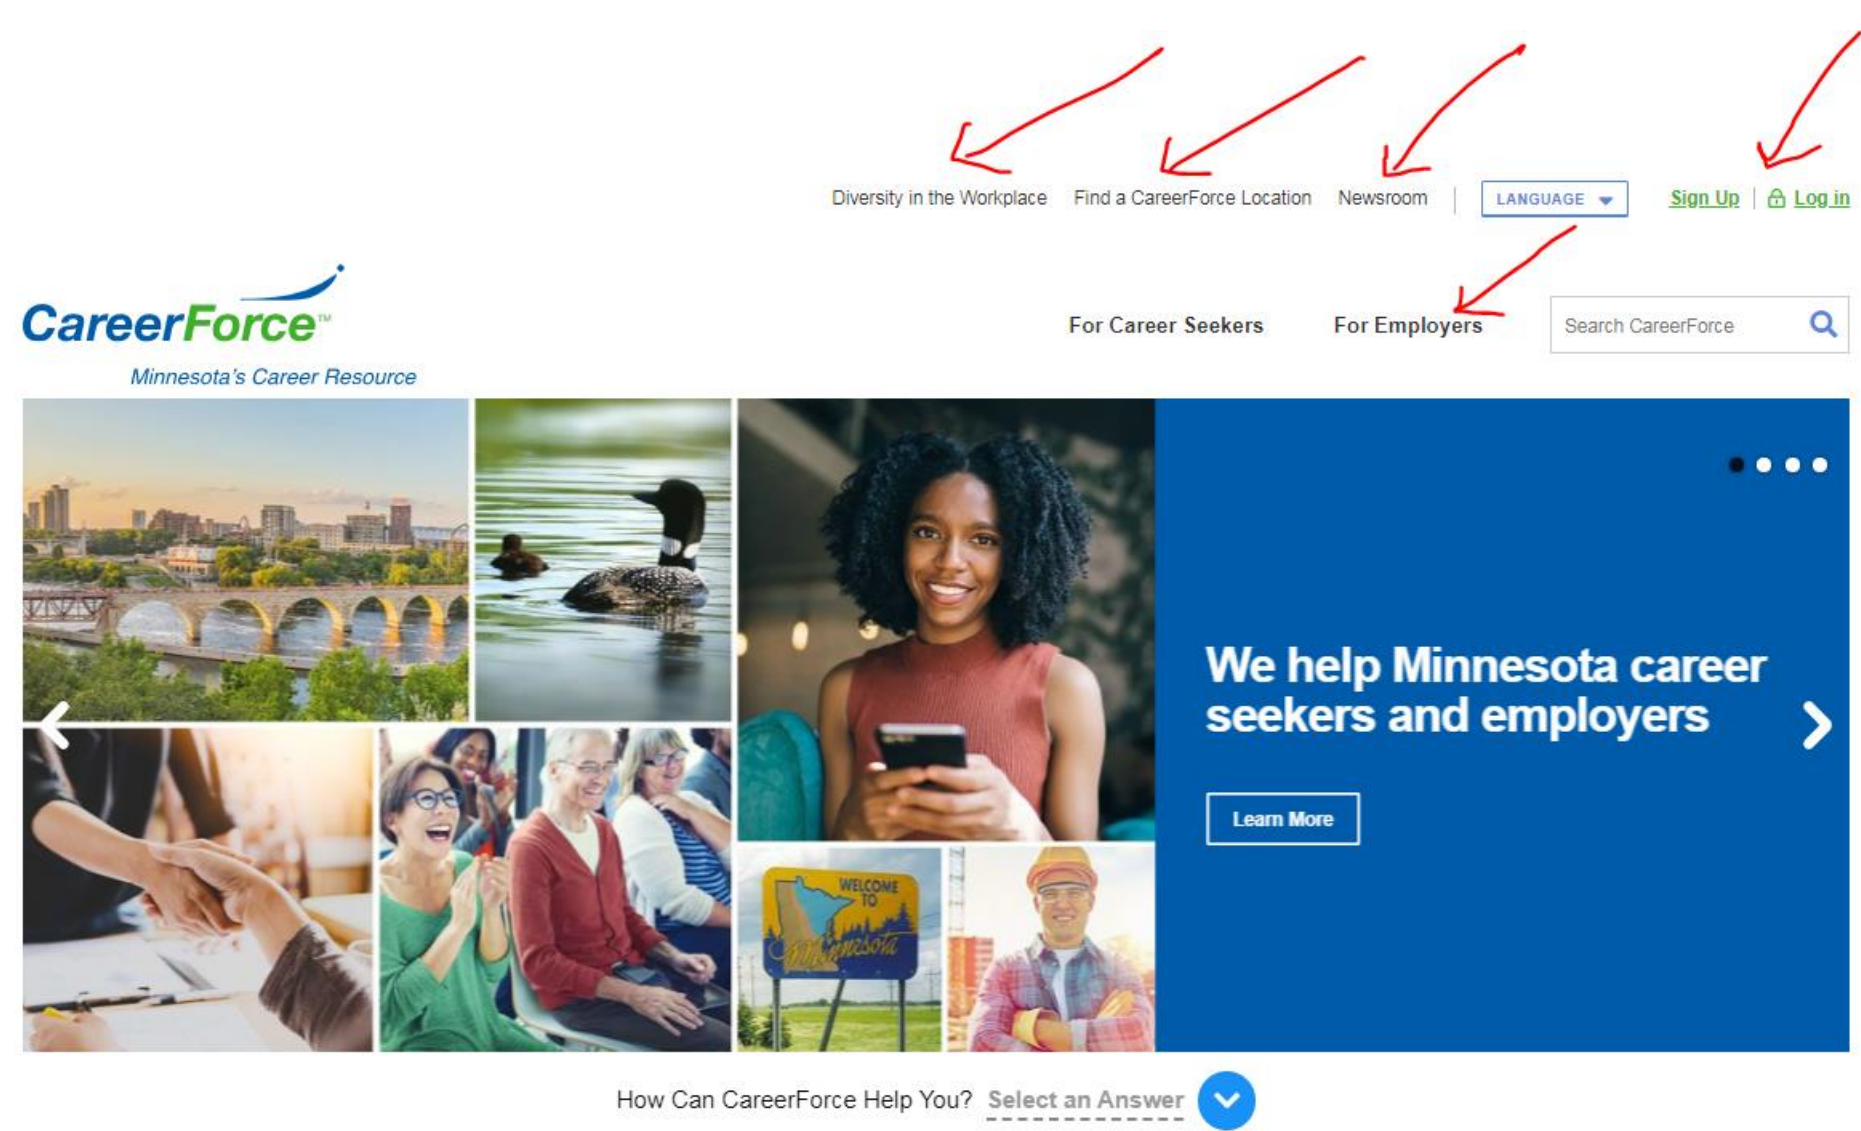 Diversity in the Workplace Find a CareerForce Location Newsroom LANGUAGE Sign Up Log in
CareerForce™
Minnesota's Career Resource
For Career Seekers For Employers Search CareerForce
We help Minnesota career
seekers and employers
Learn More
WELCOME
TO
Minnesota
How Can CareerForce Help You? Select an Answer